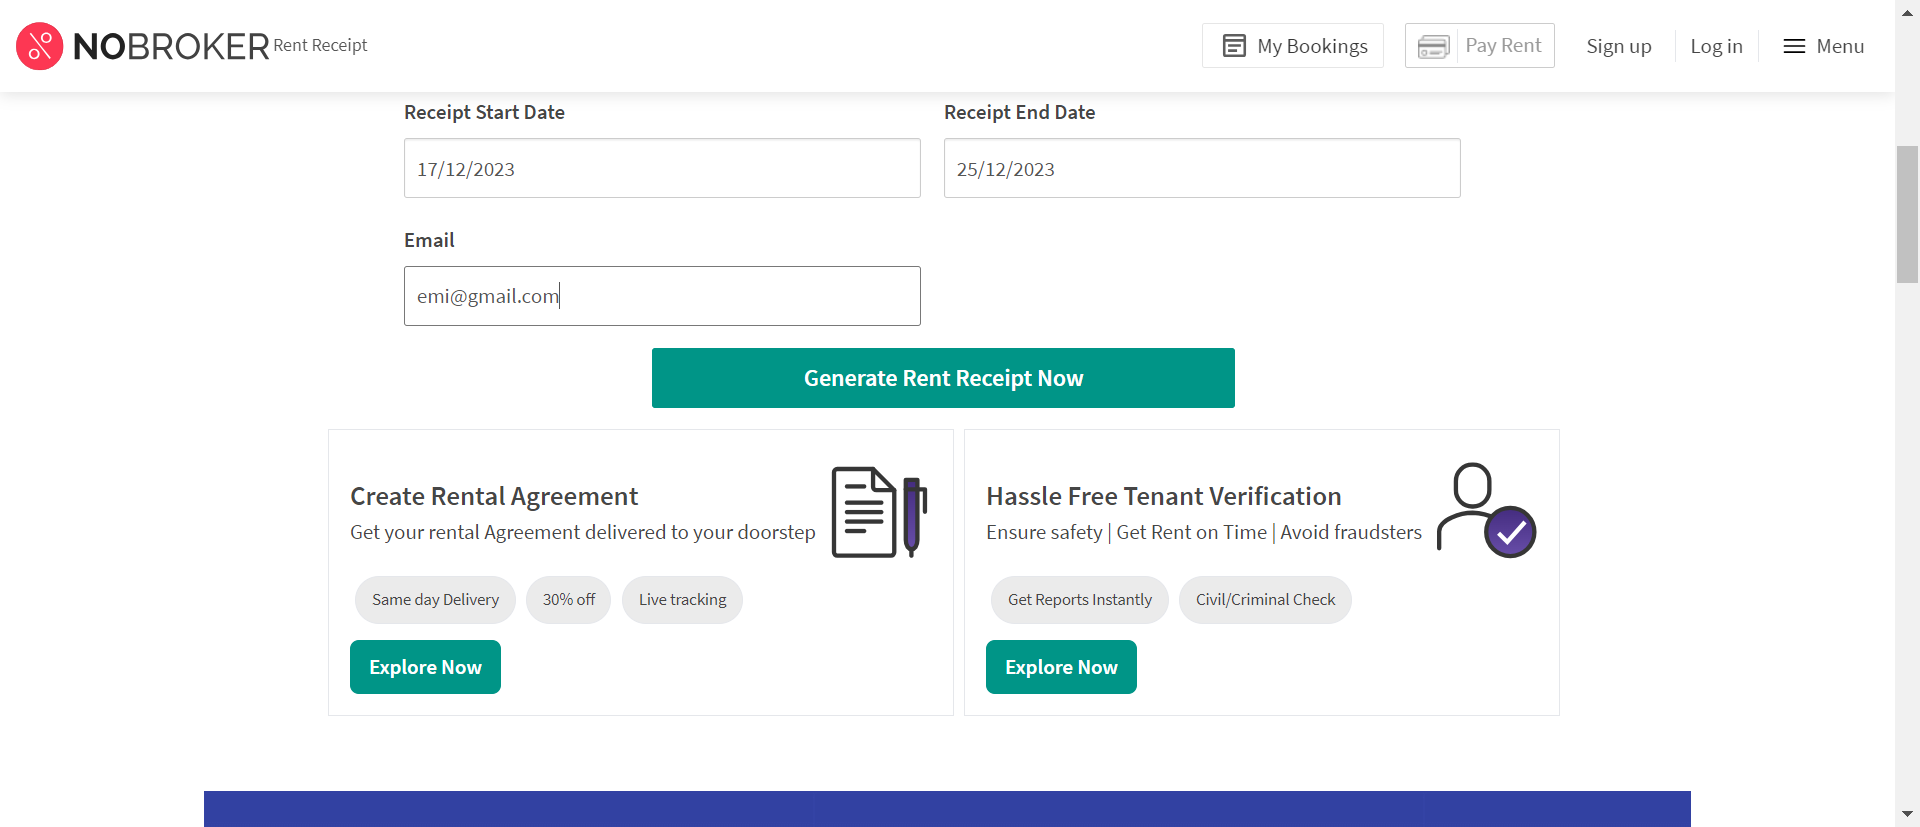 NOBROKER Rent Receipt
My Bookings
Pay Rent
Sign up
Log in
Menu
Receipt Start Date
Receipt End Date
17/12/2023
25/12/2023
Email
emi@gmail.com
Generate Rent Receipt Now
Create Rental Agreement
Get your rental Agreement delivered to your doorstep
Same day Delivery
30% off
Live tracking
Explore Now
Hassle Free Tenant Verification
Ensure safety | Get Rent on Time | Avoid fraudsters
Get Reports Instantly
Civil/Criminal Check
Explore Now